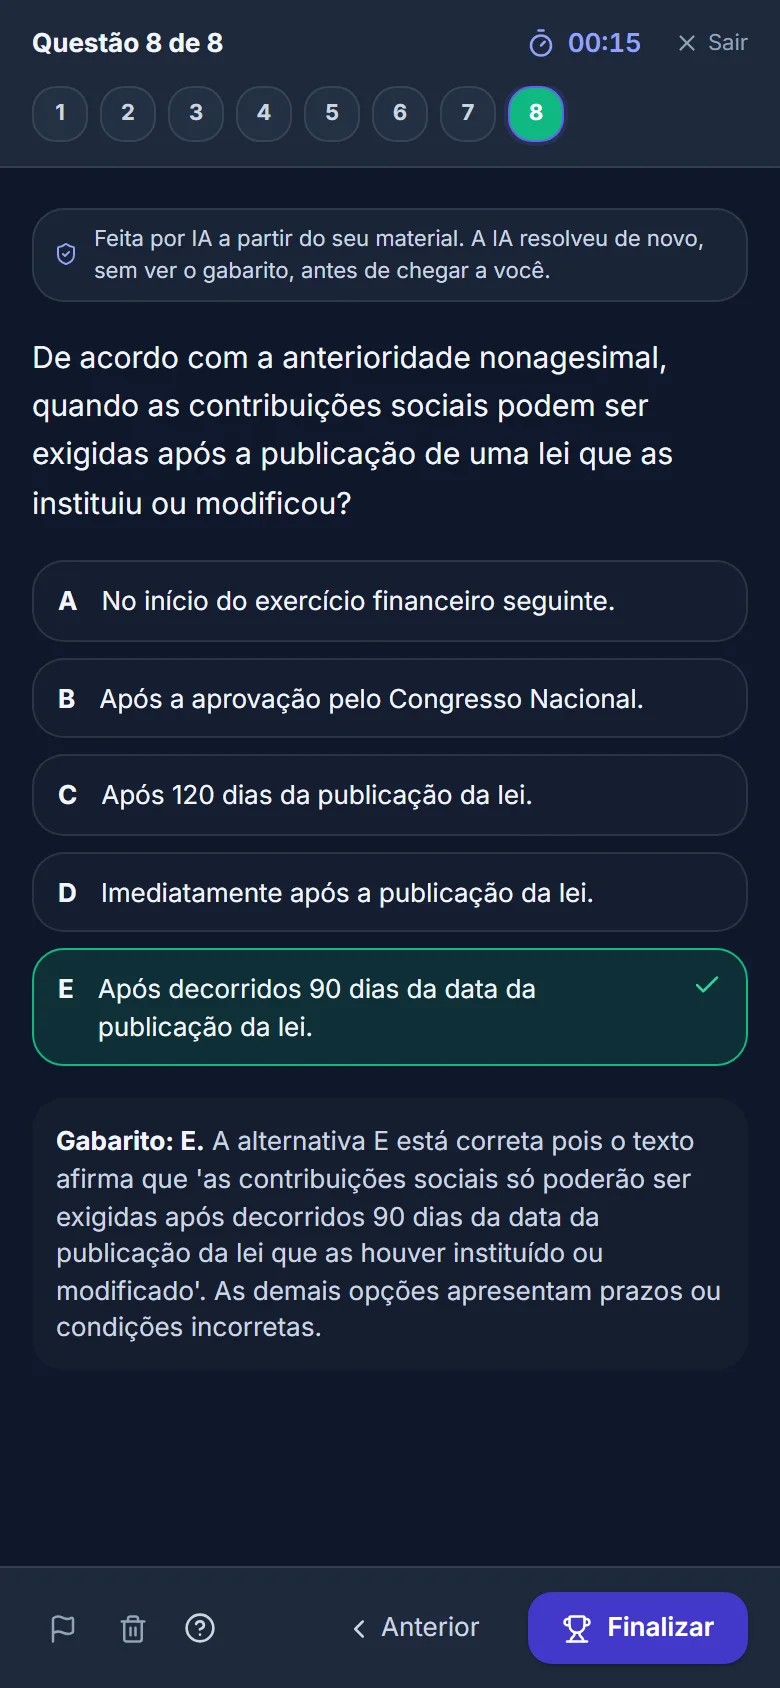 Questão 8 de 8
00:15
Sair
1 2 3 4 5 6 7 8
Feita por IA a partir do seu material. A IA resolveu de novo,
sem ver o gabarito, antes de chegar a você.
De acordo com a anterioridade nonagesimal,
quando as contribuições sociais podem ser
exigidas após a publicação de uma lei que as
instituiu ou modificou?
A No início do exercício financeiro seguinte.
B Após a aprovação pelo Congresso Nacional.
C Após 120 dias da publicação da lei.
D Imediatamente após a publicação da lei.
E Após decorridos 90 dias da data da
publicação da lei.
Gabarito: E. A alternativa E está correta pois o texto
afirma que 'as contribuições sociais só poderão ser
exigidas após decorridos 90 dias da data da
publicação da lei que as houver instituído ou
modificado'. As demais opções apresentam prazos ou
condições incorretas.
Anterior
Finalizar